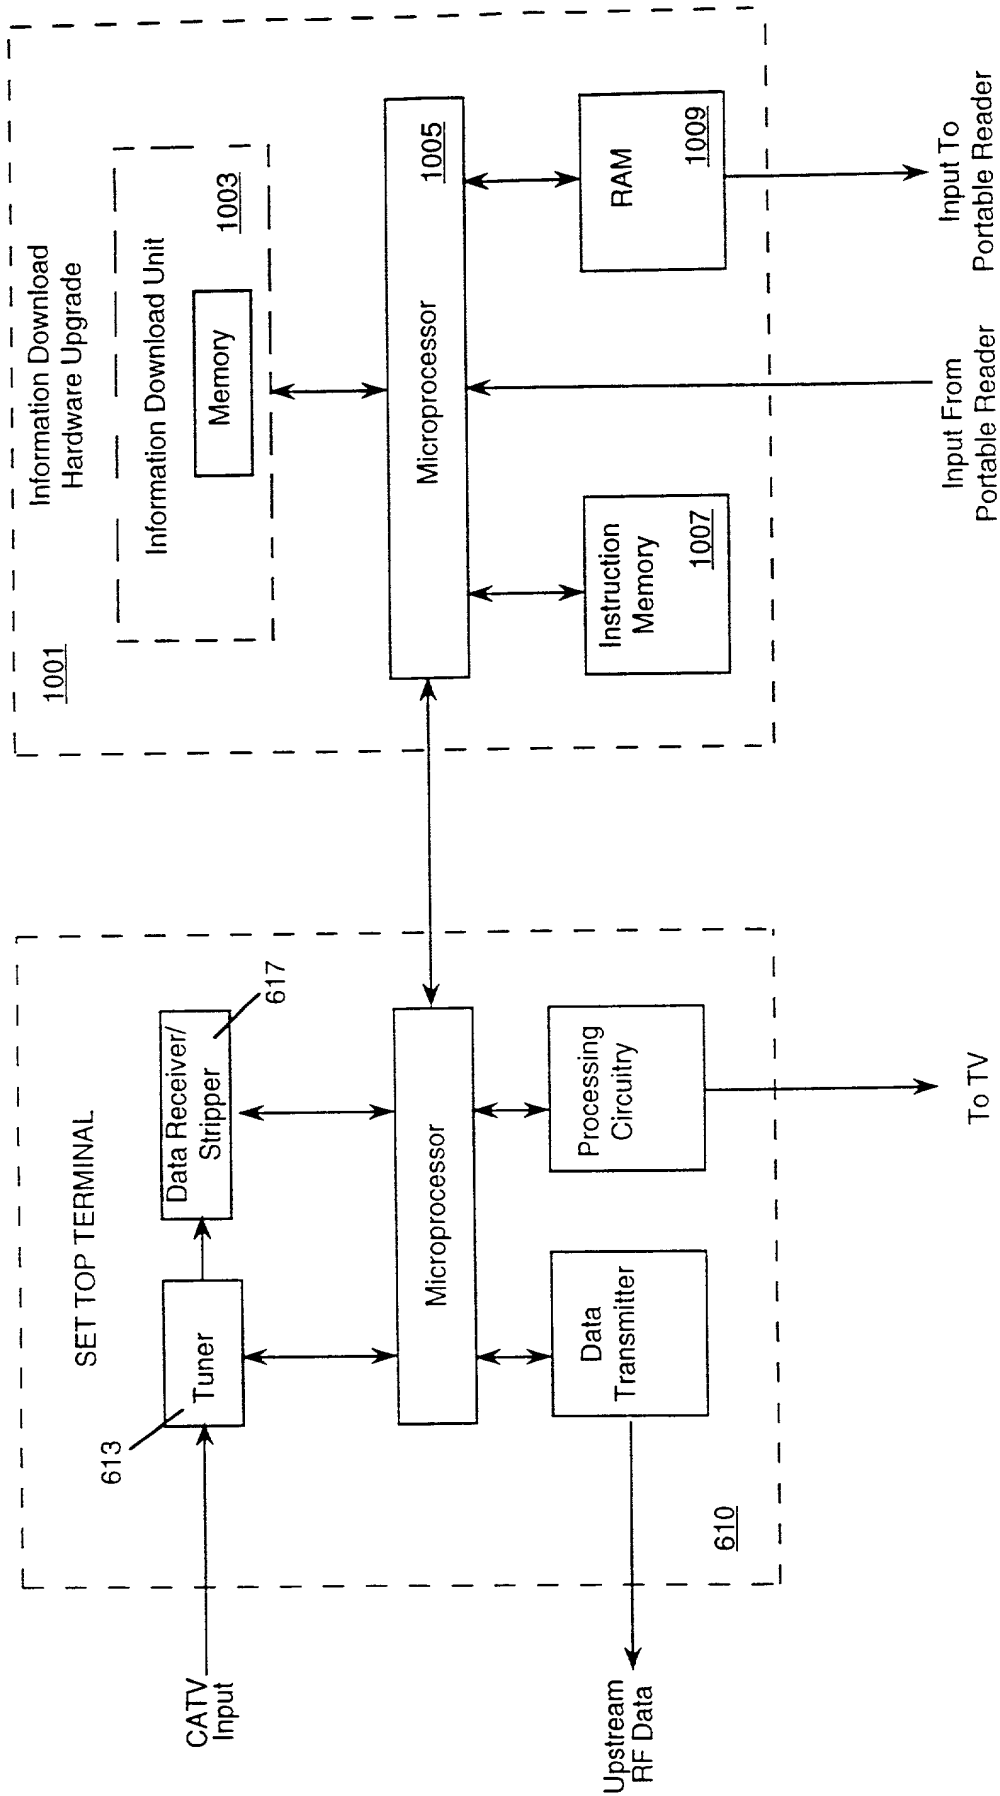 SET TOP TERMINAL
613
Tuner
Data Receiver/
Stripper
617
CATV
Input
Microprocessor
Data
Transmitter
Processing
Circuitry
610
Upstream
RF Data
To TV
1001
Information Download
Hardware Upgrade
Information Download Unit
1003
Memory
Microprocessor
1005
Instruction
Memory
1007
RAM
1009
Input From
Portable Reader
Input To
Portable Reader